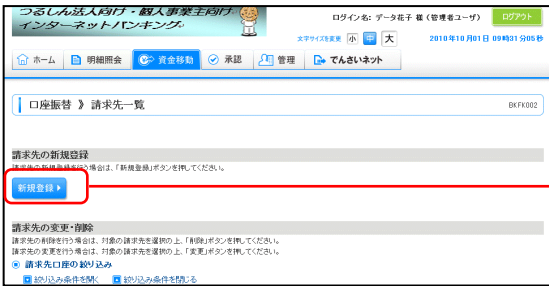 つるしん法人向け・個人事業主向け
インターネットバンキング
ログイン名: データ花子 様 (管理者ユーザ)
ログアウト
文字サイズ変更 小 中 大
2010年10月01日 09時31分05秒
ホーム 明細照会 資金移動 承認 管理 でんさいネット
口座振替 》 請求先一覧
BKFK002
請求先の新規登録
請求先の新規登録を行う場合は、「新規登録」ボタンを押してください。
新規登録
請求先の変更・削除
請求先の削除を行う場合は、対象の請求先を選択の上、「削除」ボタンを押してください。
請求先の変更を行う場合は、対象の請求先を選択の上、「変更」ボタンを押してください。
請求先口座の絞り込み
絞り込み条件を開く 絞り込み条件を閉じる